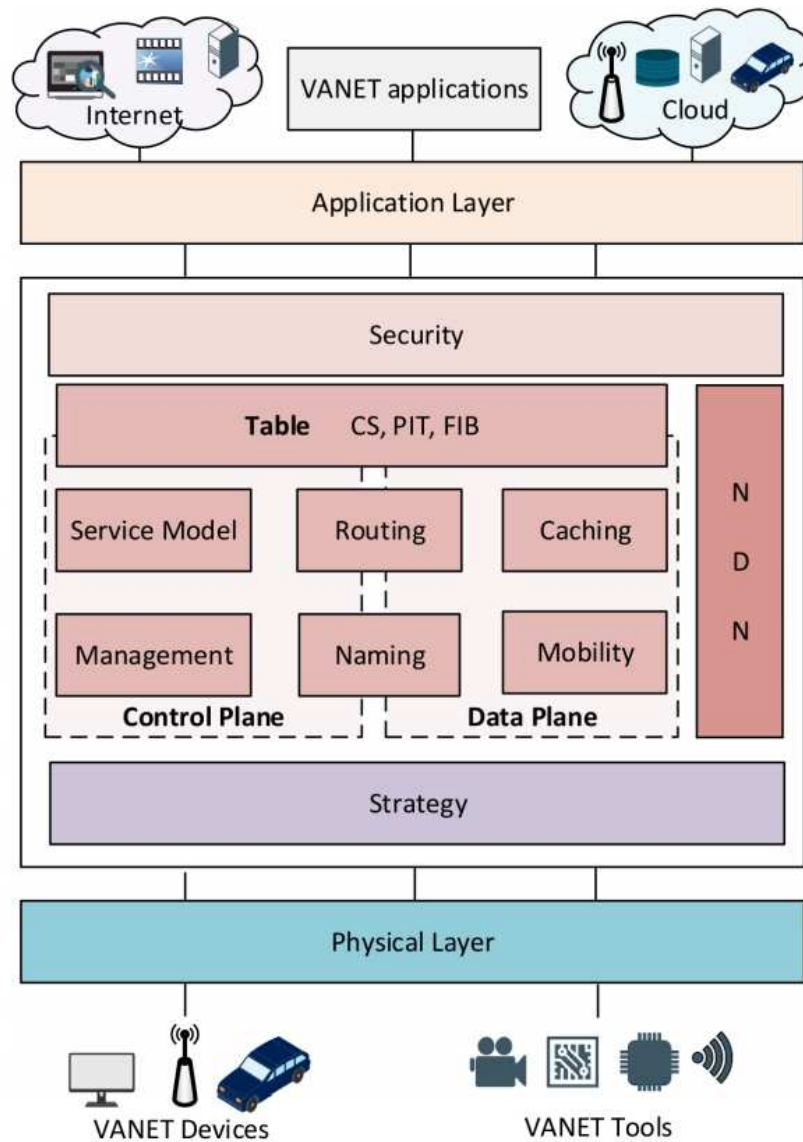 Internet
VANET applications
Cloud
Application Layer
Security
Table CS, PIT, FIB
Service Model
Routing
Caching
Management
Naming
Mobility
Control Plane
Data Plane
N
D
N
Strategy
Physical Layer
VANET Devices
VANET Tools